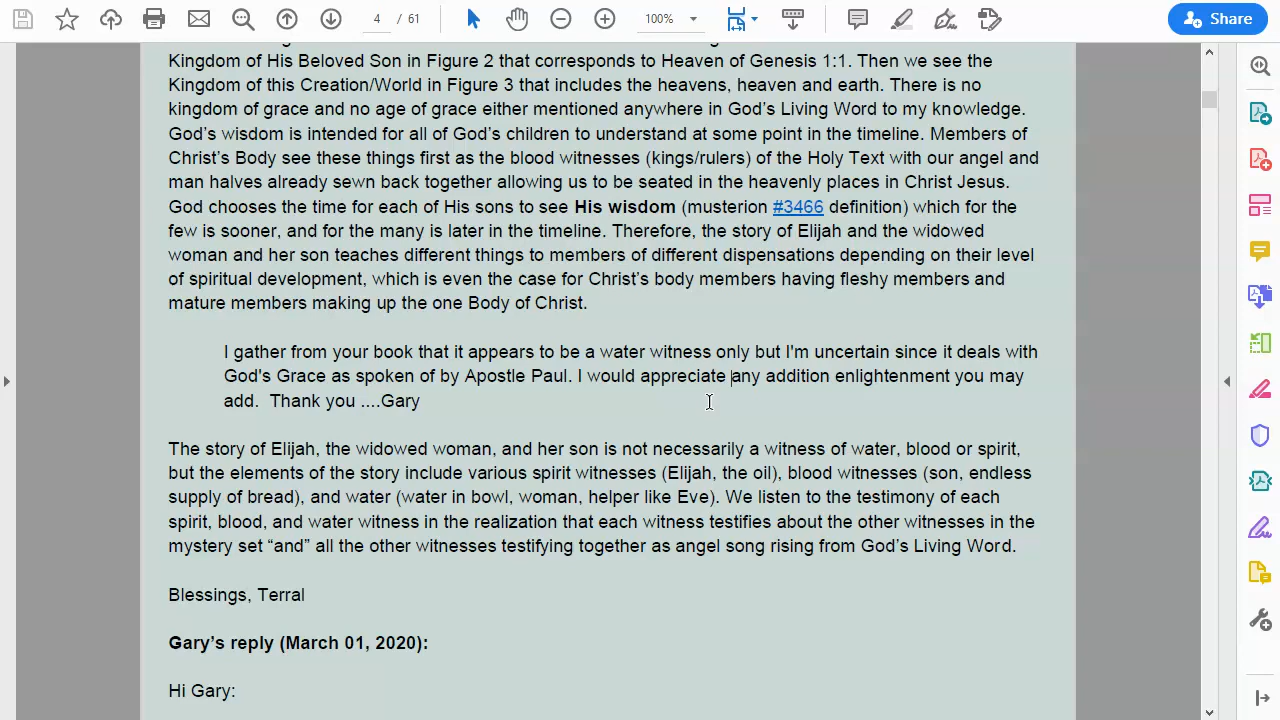 4 / 61
100%
Share
Kingdom of His Beloved Son in Figure 2 that corresponds to Heaven of Genesis 1:1. Then we see the
Kingdom of this Creation/World in Figure 3 that includes the heavens, heaven and earth. There is no
kingdom of grace and no age of grace either mentioned anywhere in God’s Living Word to my knowledge.
God’s wisdom is intended for all of God’s children to understand at some point in the timeline. Members of
Christ’s Body see these things first as the blood witnesses (kings/rulers) of the Holy Text with our angel and
man halves already sewn back together allowing us to be seated in the heavenly places in Christ Jesus.
God chooses the time for each of His sons to see His wisdom (musterion #3466 definition) which for the
few is sooner, and for the many is later in the timeline. Therefore, the story of Elijah and the widowed
woman and her son teaches different things to members of different dispensations depending on their level
of spiritual development, which is even the case for Christ’s body members having fleshy members and
mature members making up the one Body of Christ.
I gather from your book that it appears to be a water witness only but I'm uncertain since it deals with
God's Grace as spoken of by Apostle Paul. I would appreciate any addition enlightenment you may
add.  Thank you ....Gary
The story of Elijah, the widowed woman, and her son is not necessarily a witness of water, blood or spirit,
but the elements of the story include various spirit witnesses (Elijah, the oil), blood witnesses (son, endless
supply of bread), and water (water in bowl, woman, helper like Eve). We listen to the testimony of each
spirit, blood, and water witness in the realization that each witness testifies about the other witnesses in the
mystery set “and” all the other witnesses testifying together as angel song rising from God’s Living Word.
Blessings, Terral
Gary’s reply (March 01, 2020):
Hi Gary: